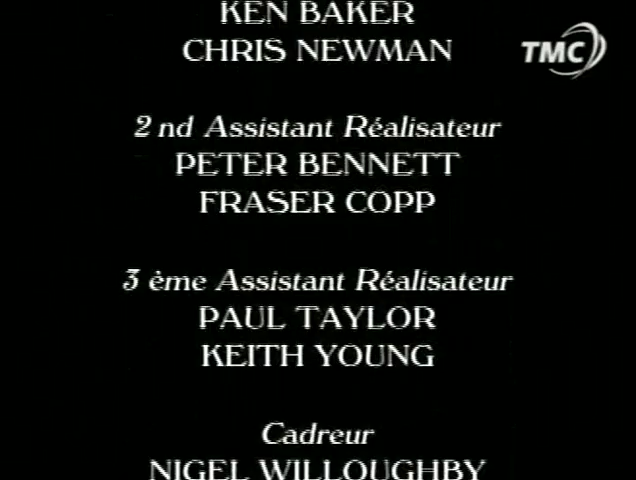 KEN BAKER
CHRIS NEWMAN
TMC
2 nd Assistant Réalisateur
PETER BENNETT
FRASER COPP
3 ème Assistant Réalisateur
PAUL TAYLOR
KEITH YOUNG
Cadreur
NIGEL WILLOUGHBY